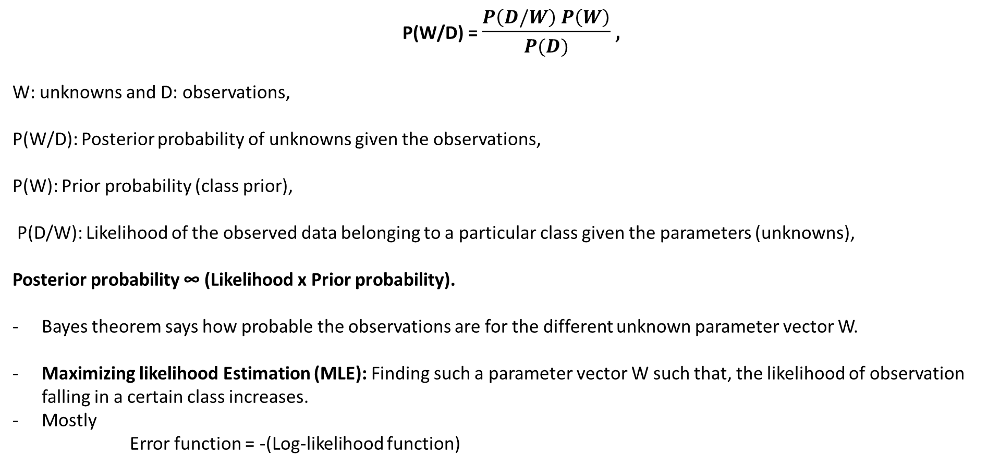 P(W/D) = P(D/W) P(W) / P(D) ,
W: unknowns and D: observations,
P(W/D): Posterior probability of unknowns given the observations,
P(W): Prior probability (class prior),
P(D/W): Likelihood of the observed data belonging to a particular class given the parameters (unknowns),
Posterior probability ∞ (Likelihood x Prior probability).
- Bayes theorem says how probable the observations are for the different unknown parameter vector W.
- Maximizing likelihood Estimation (MLE): Finding such a parameter vector W such that, the likelihood of observation
falling in a certain class increases.
- Mostly
Error function = -(Log-likelihood function)